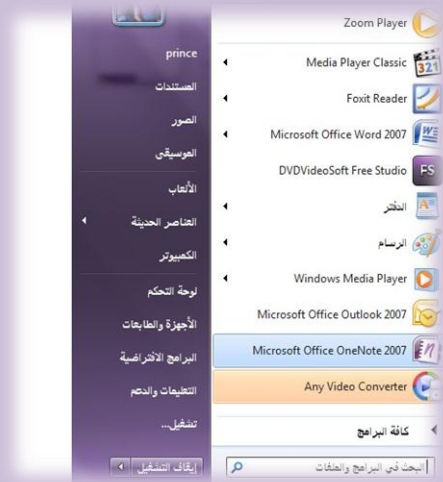 Zoom Player
Media Player Classic
Foxit Reader
Microsoft Office Word 2007
DVDVideoSoft Free Studio
الدفتر
الرسام
Windows Media Player
Microsoft Office Outlook 2007
Microsoft Office OneNote 2007
Any Video Converter
كافة البرامج
البحث في البرامج والملفات
prince
المستندات
الصور
الموسيقى
الألعاب
العناصر الحديثة
الكمبيوتر
لوحة التحكم
الأجهزة والطابعات
البرامج الافتراضية
التعليمات والدعم
تشغيل...
إيقاف التشغيل